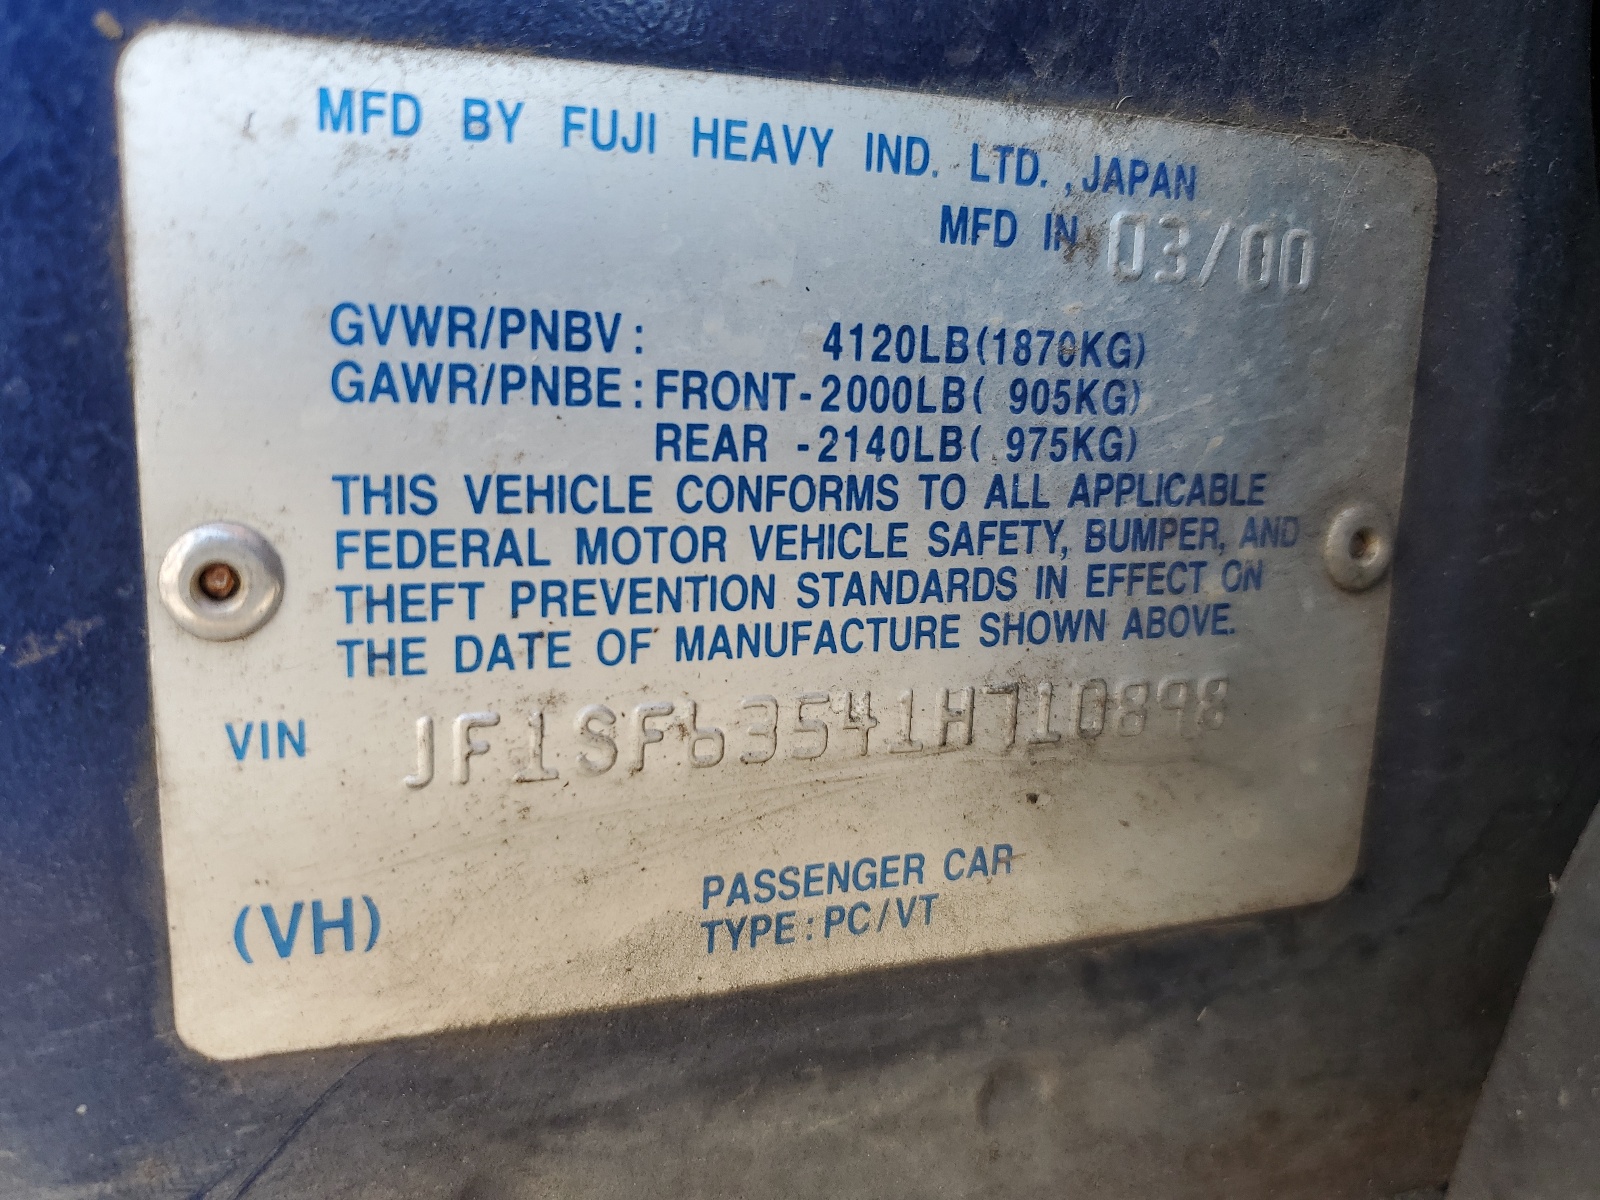 MFD BY FUJI HEAVY IND. LTD. , JAPAN
MFD IN 03/00
GVWR/PNBV : 4120LB(1870KG)
GAWR/PNBE : FRONT-2000LB( 905KG)
REAR -2140LB( 975KG)
THIS VEHICLE CONFORMS TO ALL APPLICABLE
FEDERAL MOTOR VEHICLE SAFETY, BUMPER, AND
THEFT PREVENTION STANDARDS IN EFFECT ON
THE DATE OF MANUFACTURE SHOWN ABOVE.
VIN JF1SF63541H710898
PASSENGER CAR
(VH) TYPE : PC/VT